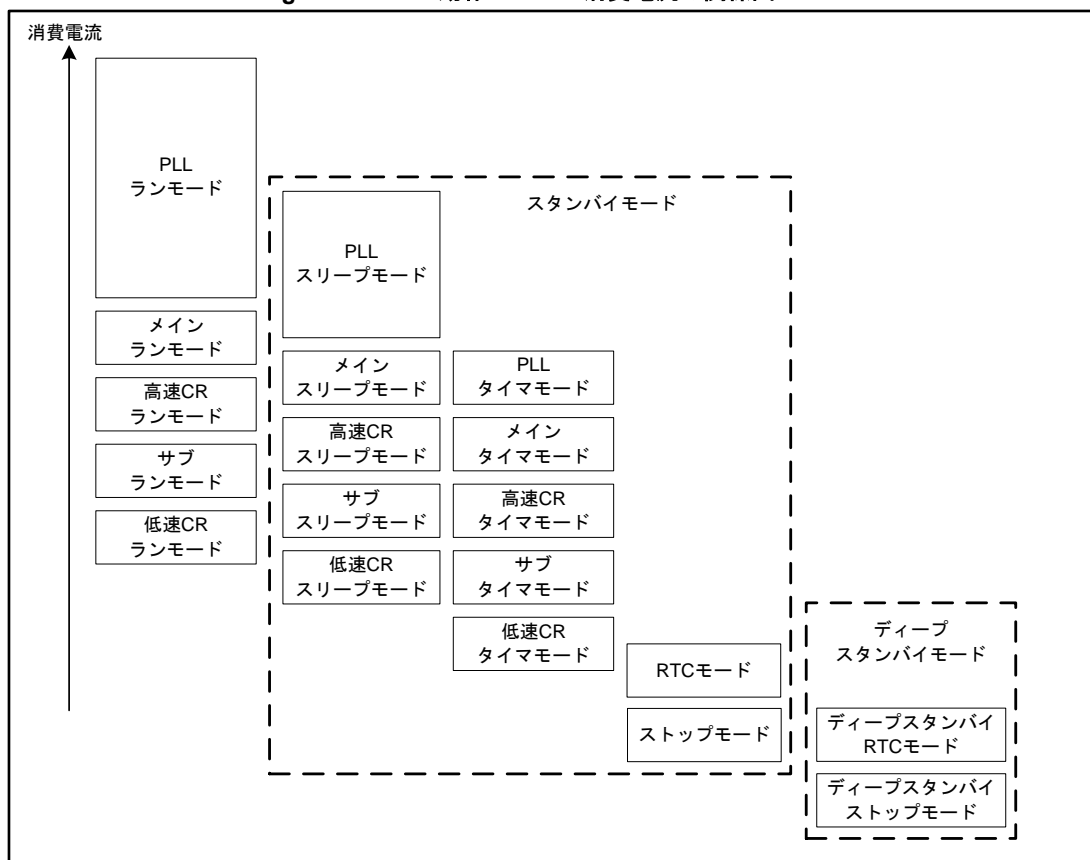 消費電流
PLL
ランモード
メイン
ランモード
高速CR
ランモード
サブ
ランモード
低速CR
ランモード
スタンバイモード
PLL
スリープモード
メイン
スリープモード
高速CR
スリープモード
サブ
スリープモード
低速CR
スリープモード
PLL
タイマモード
メイン
タイマモード
高速CR
タイマモード
サブ
タイマモード
低速CR
タイマモード
RTCモード
ストップモード
ディープ
スタンバイモード
ディープスタンバイ
RTCモード
ディープスタンバイ
ストップモード